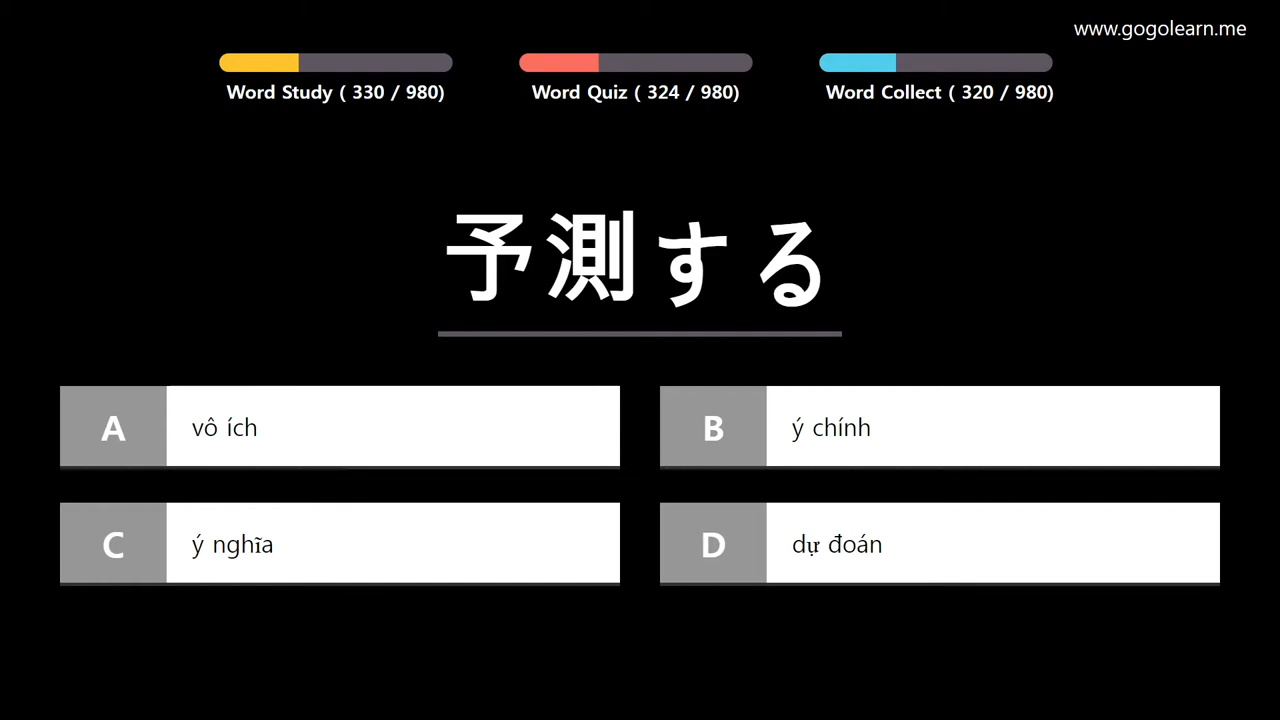 www.gogolearn.me
Word Study ( 330 / 980)
Word Quiz ( 324 / 980)
Word Collect ( 320 / 980)
予測する
A
vô ích
B
ý chính
C
ý nghĩa
D
dự đoán